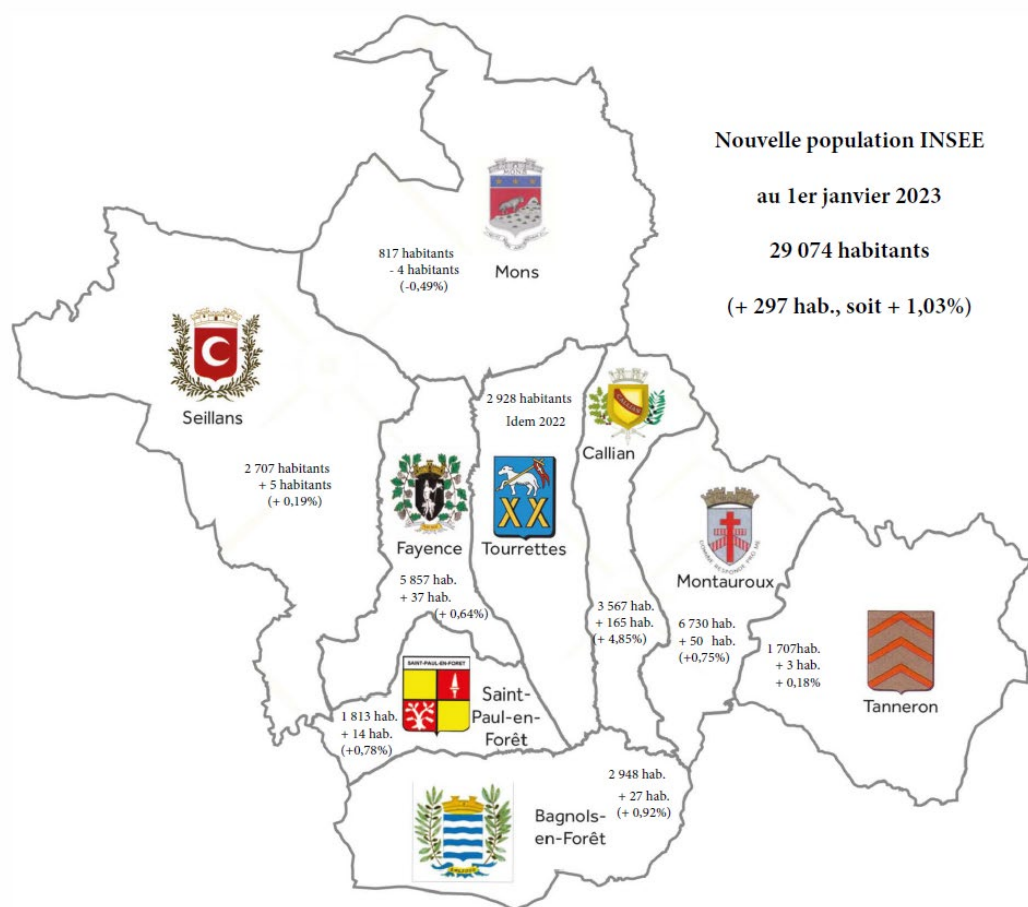 Nouvelle population INSEE
au 1er janvier 2023
29 074 habitants
(+ 297 hab., soit + 1,03%)
MONS
817 habitants
- 4 habitants
(-0,49%)
Mons
Seillans
2 707 habitants
+ 5 habitants
(+ 0,19%)
2 928 habitants
Idem 2022
CALLIAN
Callian
Fayence
Tourrettes
5 857 hab.
+ 37 hab.
(+ 0,64%)
Montauroux
3 567 hab.
+ 165 hab.
(+ 4,85%)
6 730 hab.
+ 50 hab.
(+0,75%)
1 707hab.
+ 3 hab.
+ 0,18%
Tanneron
SAINT-PAUL-EN-FORET
Saint-
Paul-en-
Forêt
1 813 hab.
+ 14 hab.
(+0,78%)
2 948 hab.
+ 27 hab.
(+ 0,92%)
Bagnols-
en-Forêt